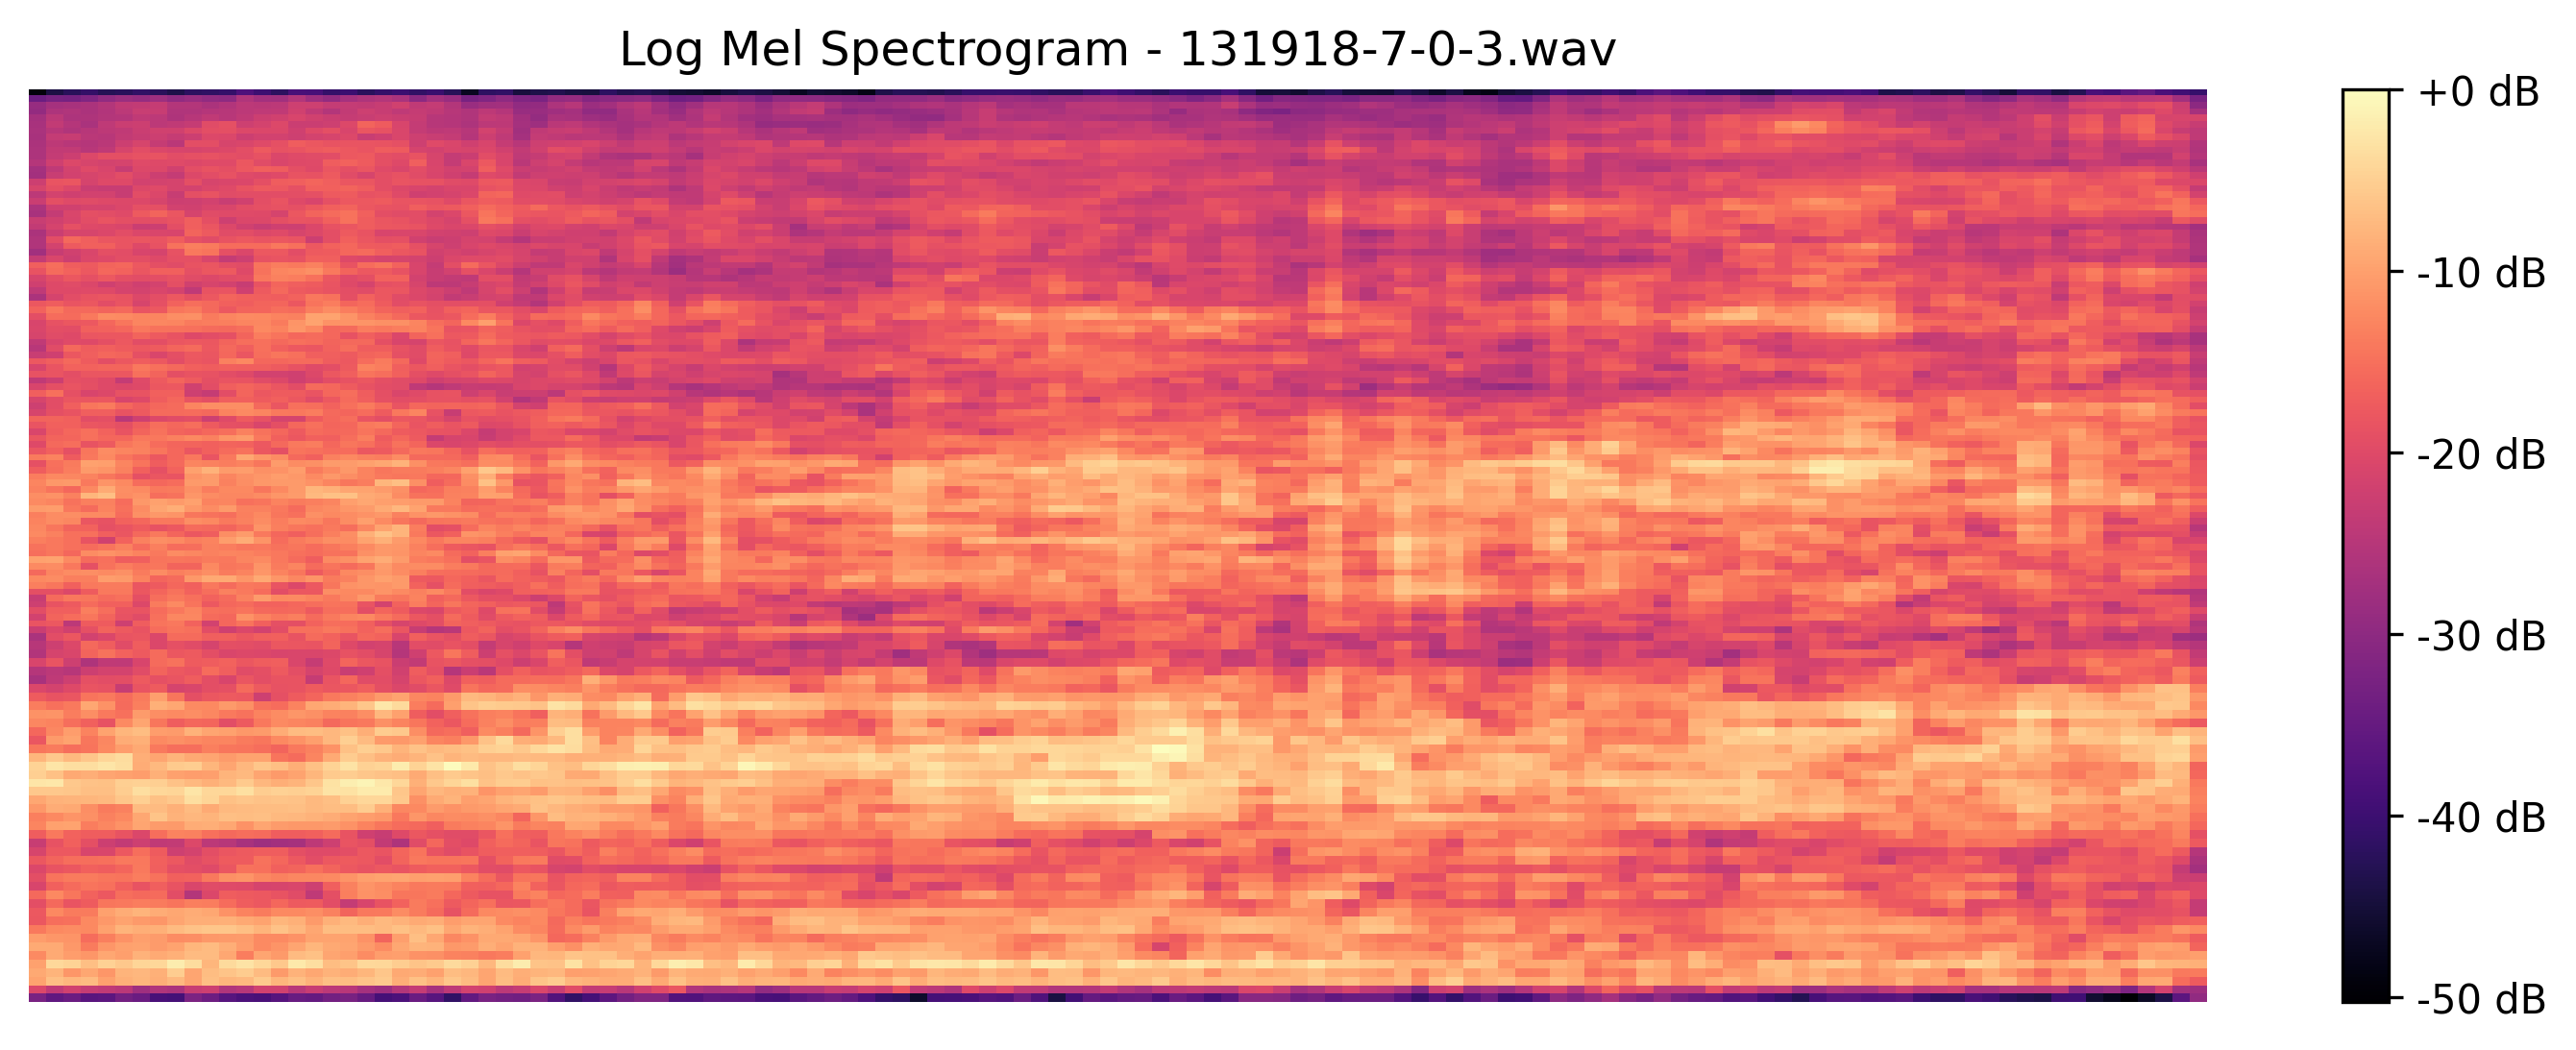 Log Mel Spectrogram - 131918-7-0-3.wav
+0 dB
-10 dB
-20 dB
-30 dB
-40 dB
-50 dB